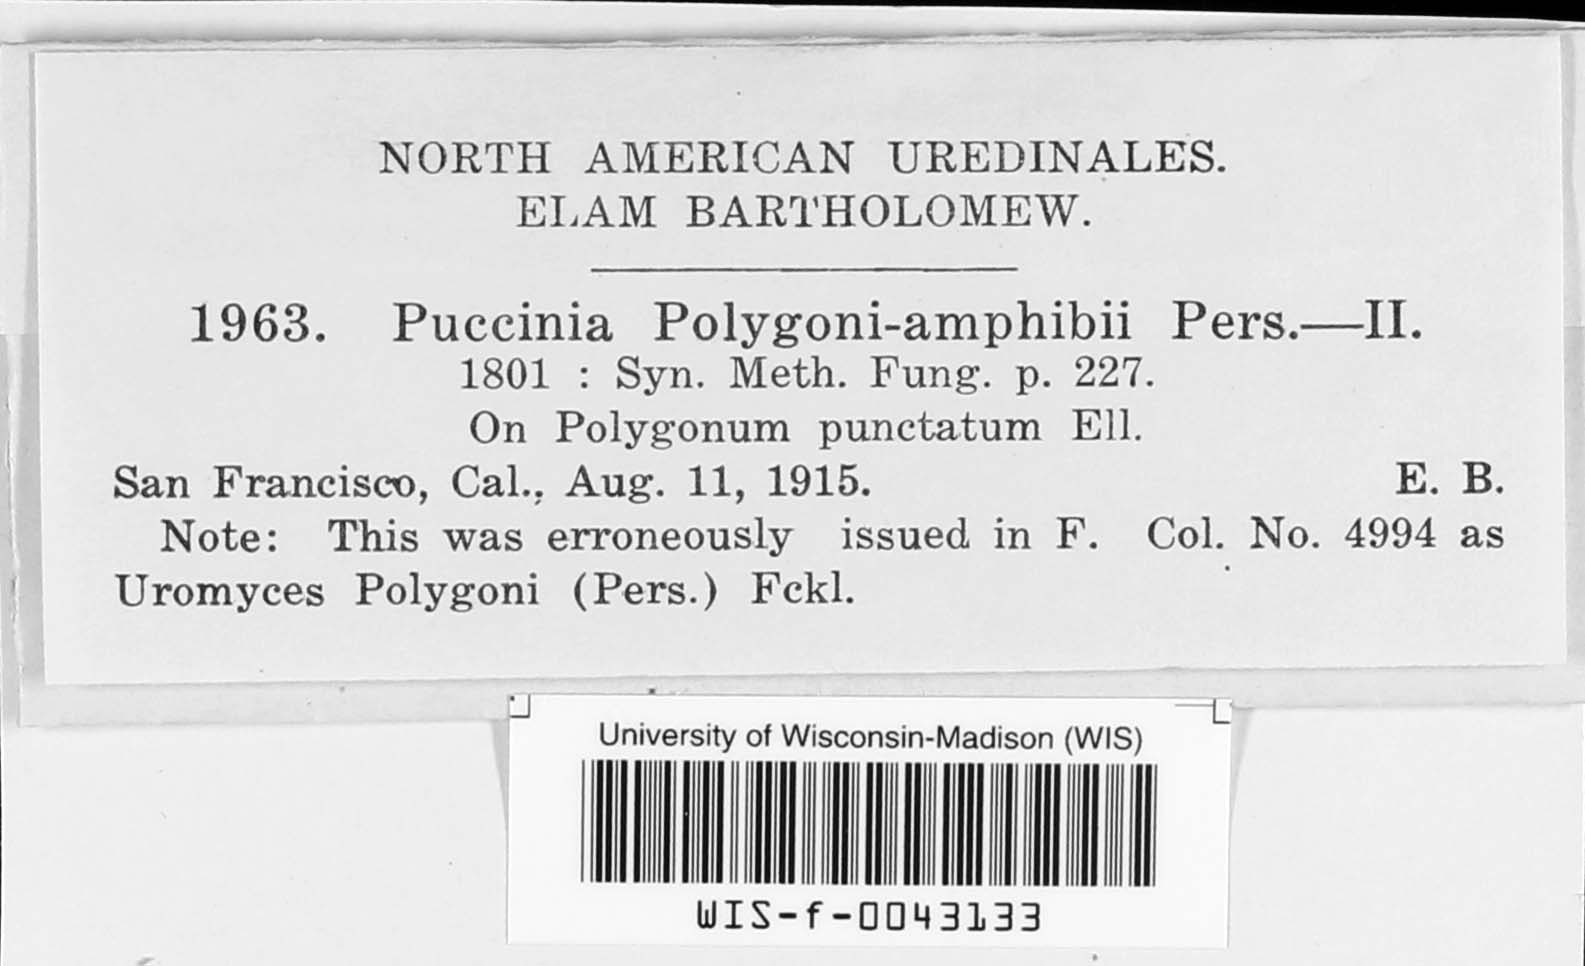 NORTH AMERICAN UREDINALES.
ELAM BARTHOLOMEW.
1963. Puccinia Polygoni-amphibii Pers.—II.
1801 : Syn. Meth. Fung. p. 227.
On Polygonum punctatum Ell.
San Francisco, Cal., Aug. 11, 1915. E. B.
Note: This was erroneously issued in F. Col. No. 4994 as
Uromyces Polygoni (Pers.) Fckl.
University of Wisconsin-Madison (WIS)
WIS-f-0043133